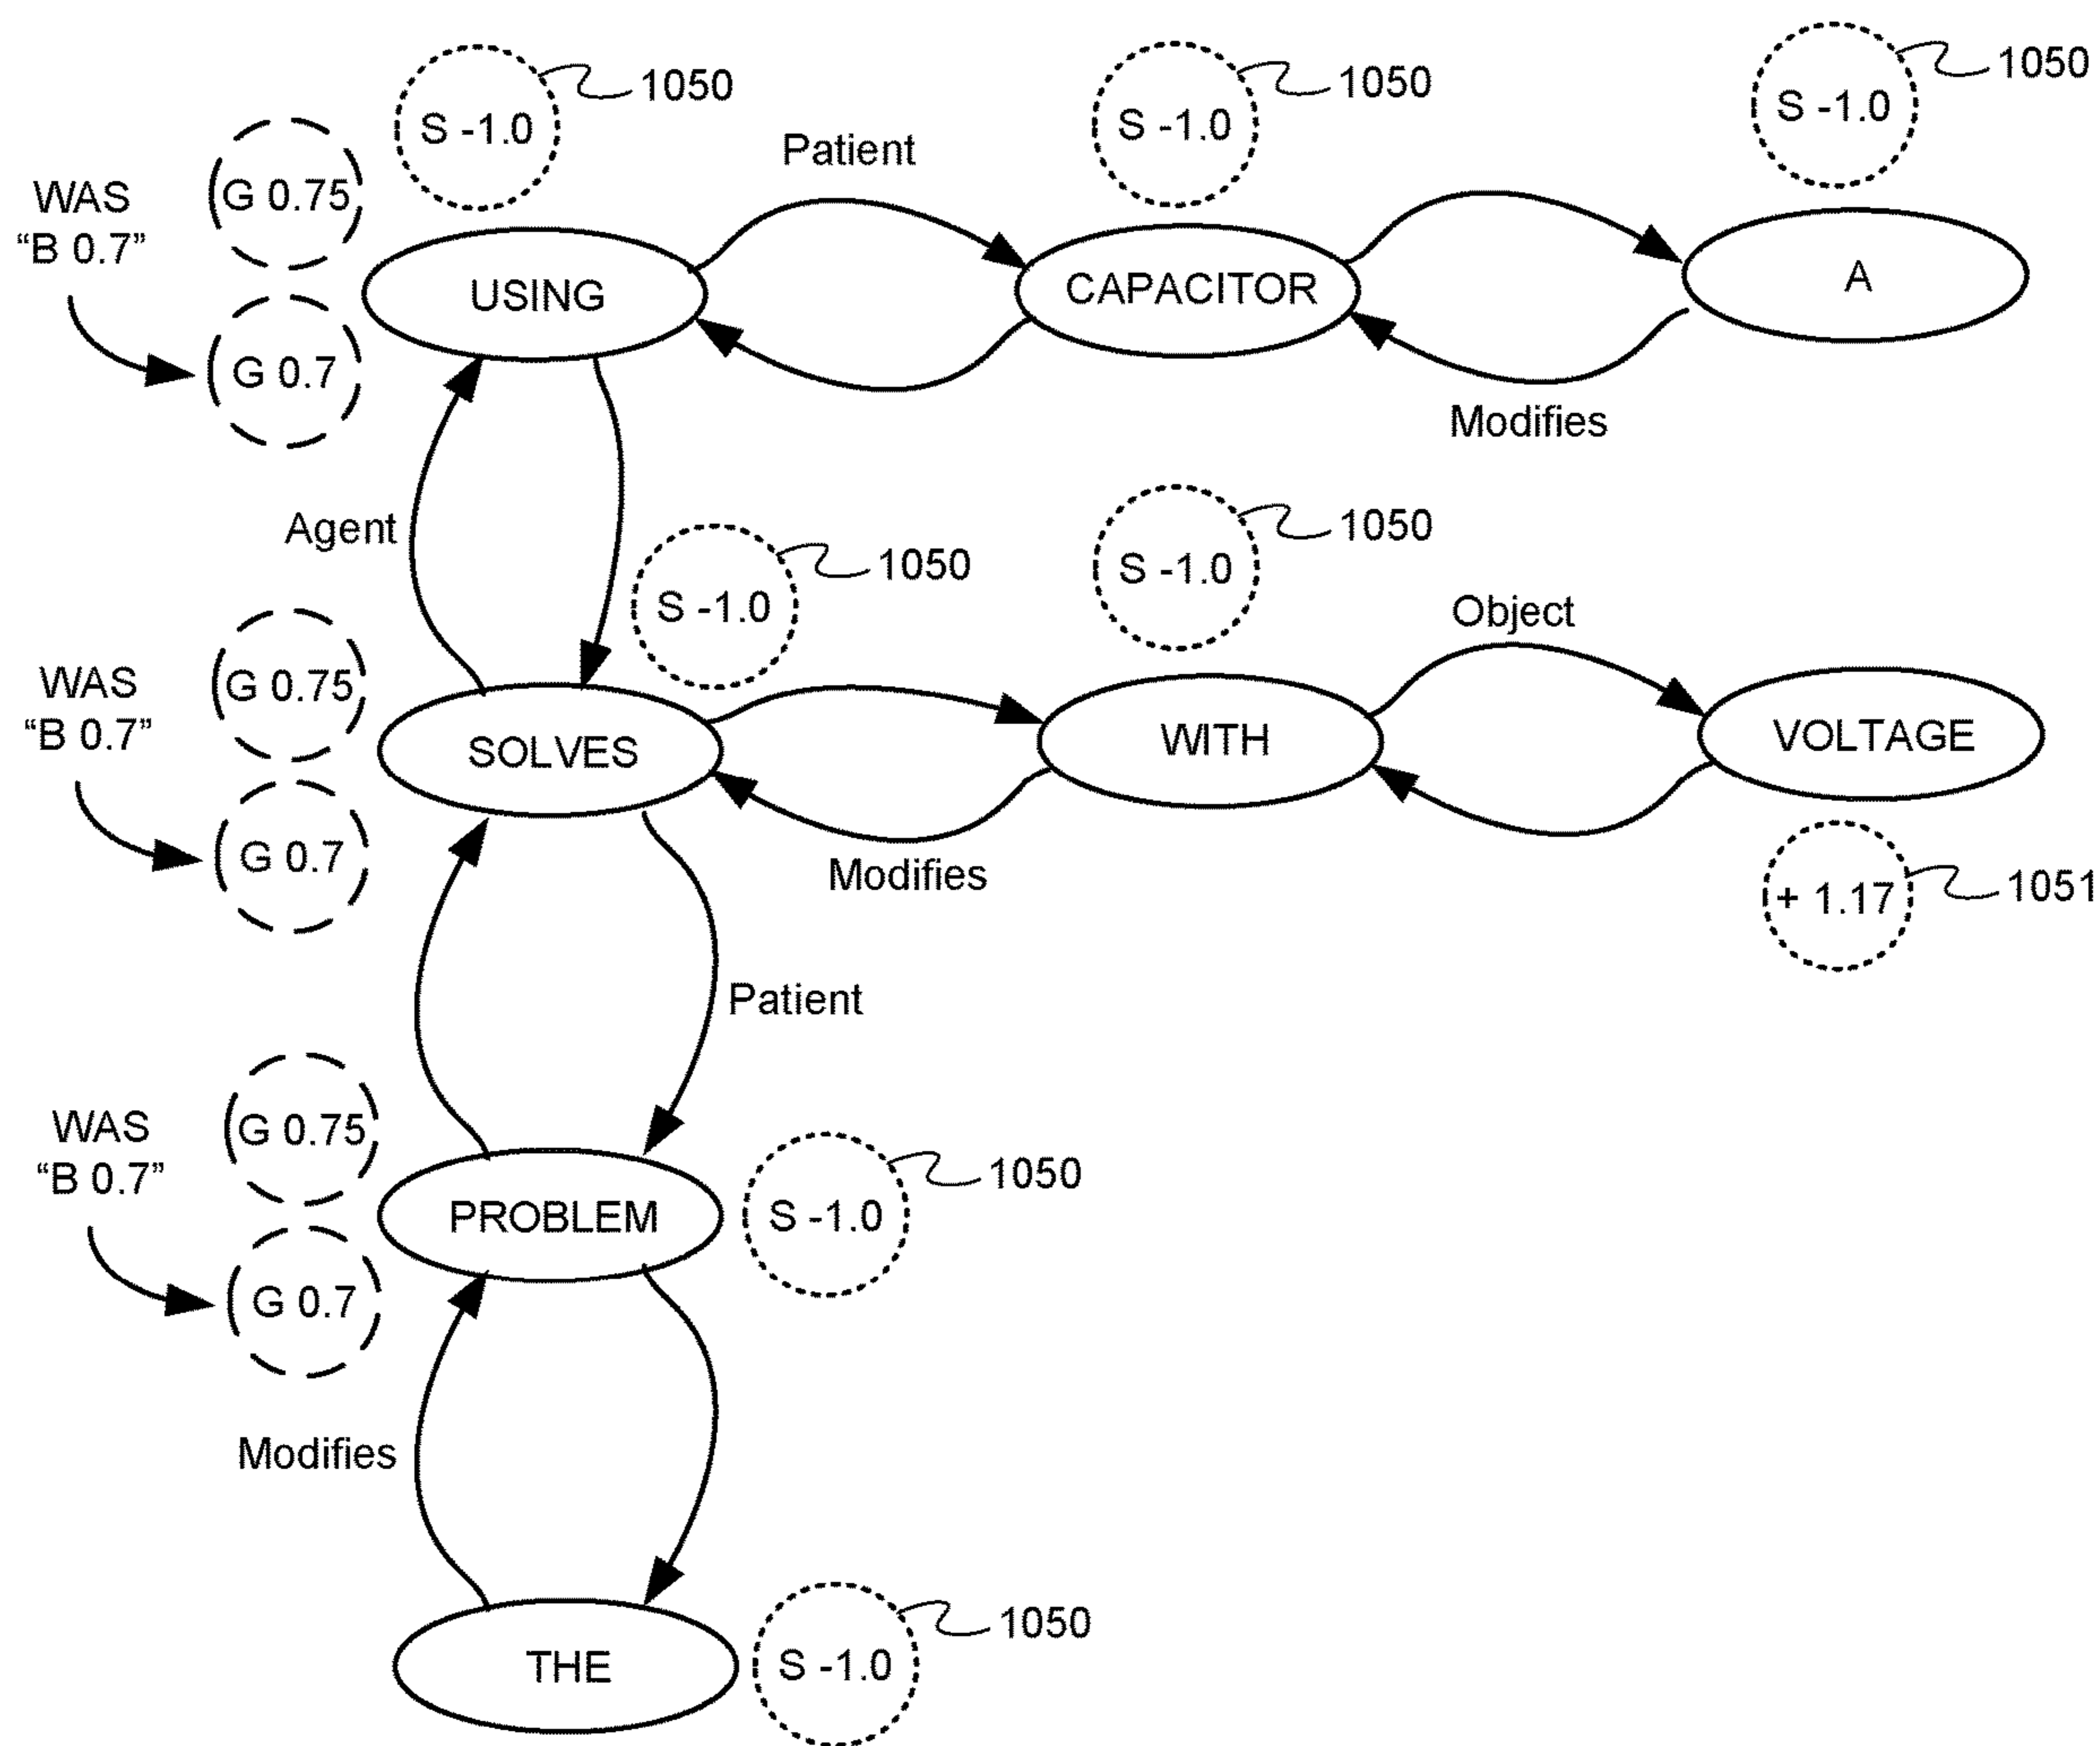 1050
S -1.0
1050
S -1.0
1050
S -1.0
Patient
WAS
“B 0.7”
G 0.75
G 0.7
USING
CAPACITOR
A
Modifies
Agent
1050
S -1.0
1050
S -1.0
Object
WAS
“B 0.7”
G 0.75
G 0.7
SOLVES
WITH
VOLTAGE
Modifies
+ 1.17
1051
Patient
WAS
“B 0.7”
G 0.75
G 0.7
PROBLEM
S -1.0
1050
Modifies
THE
S -1.0
1050